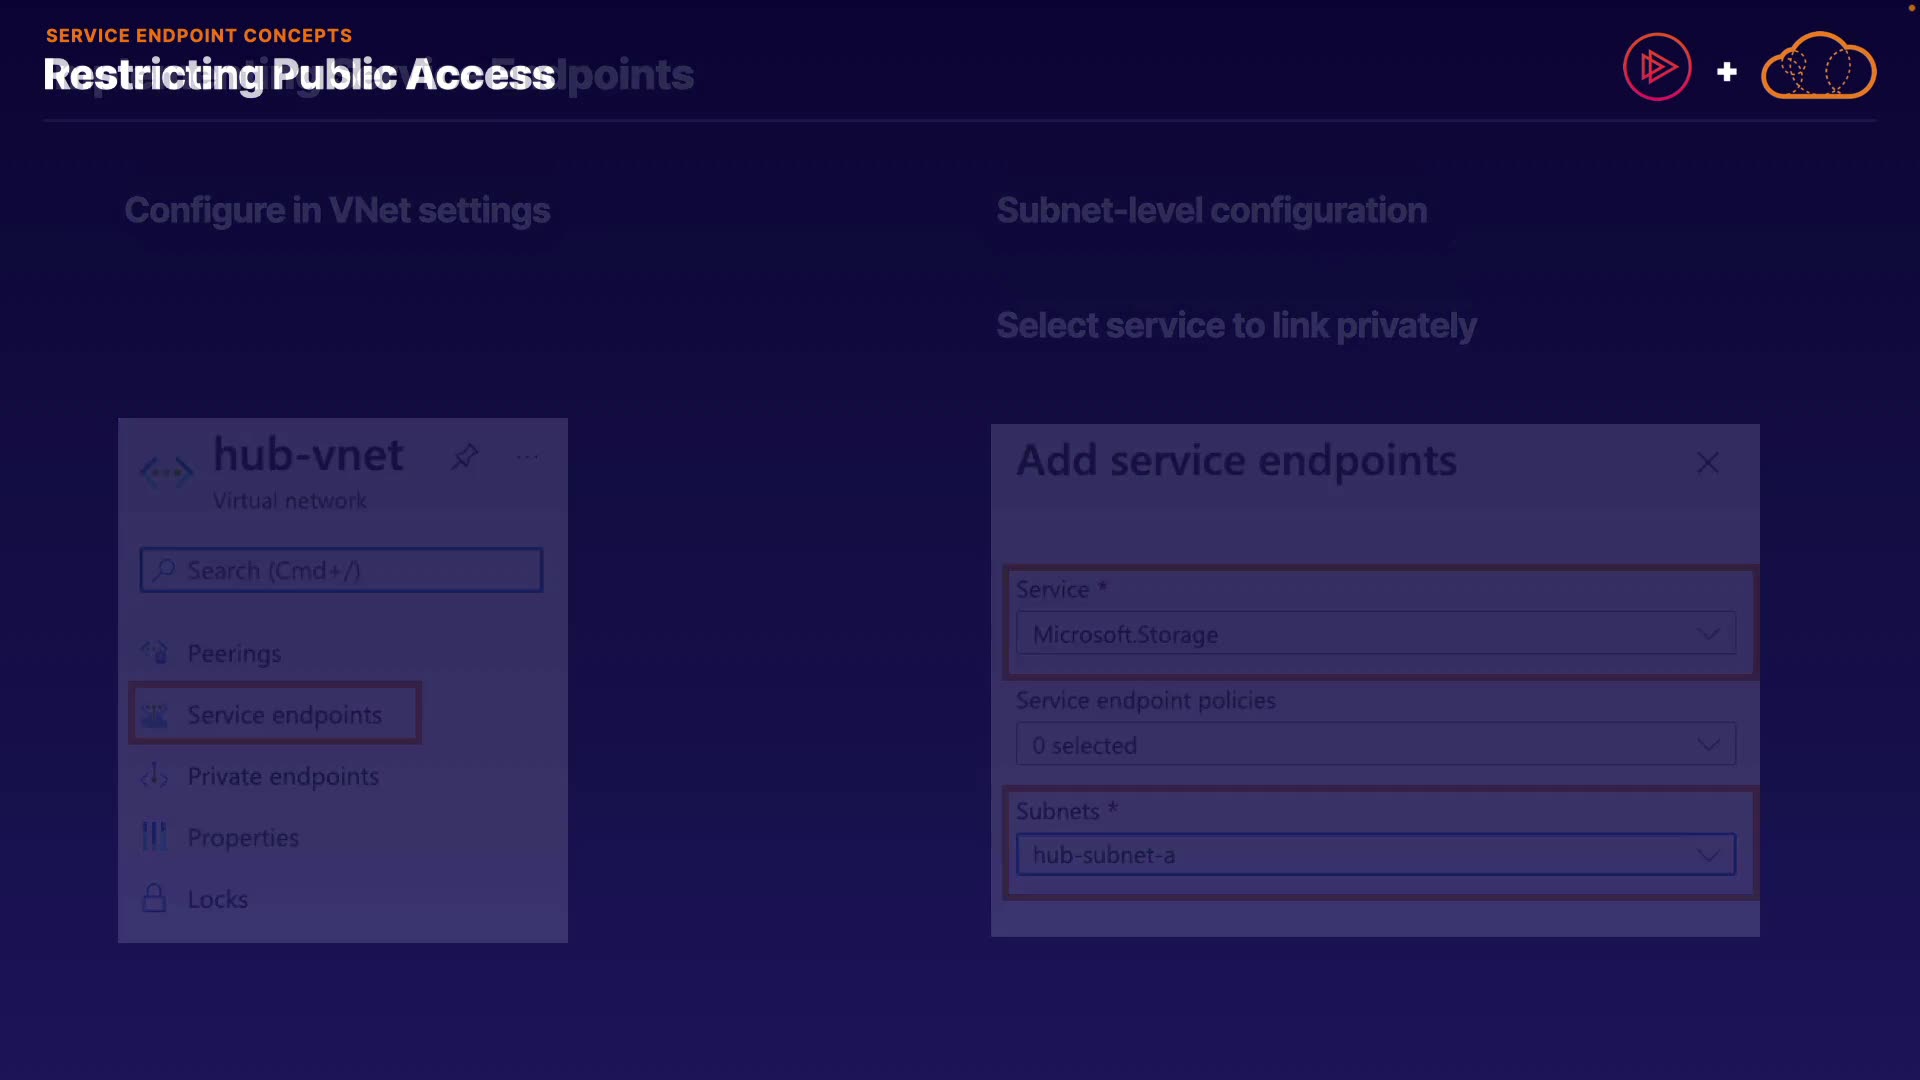 SERVICE ENDPOINT CONCEPTS
Restricting Public Access
Endpoints
Configure in VNet settings
Subnet-level configuration
Select service to link privately
hub-vnet
Virtual network
Search (Cmd+/)
Peerings
Service endpoints
Private endpoints
Properties
Locks
Add service endpoints
Service *
Microsoft.Storage
Service endpoint policies
0 selected
Subnets *
hub-subnet-a